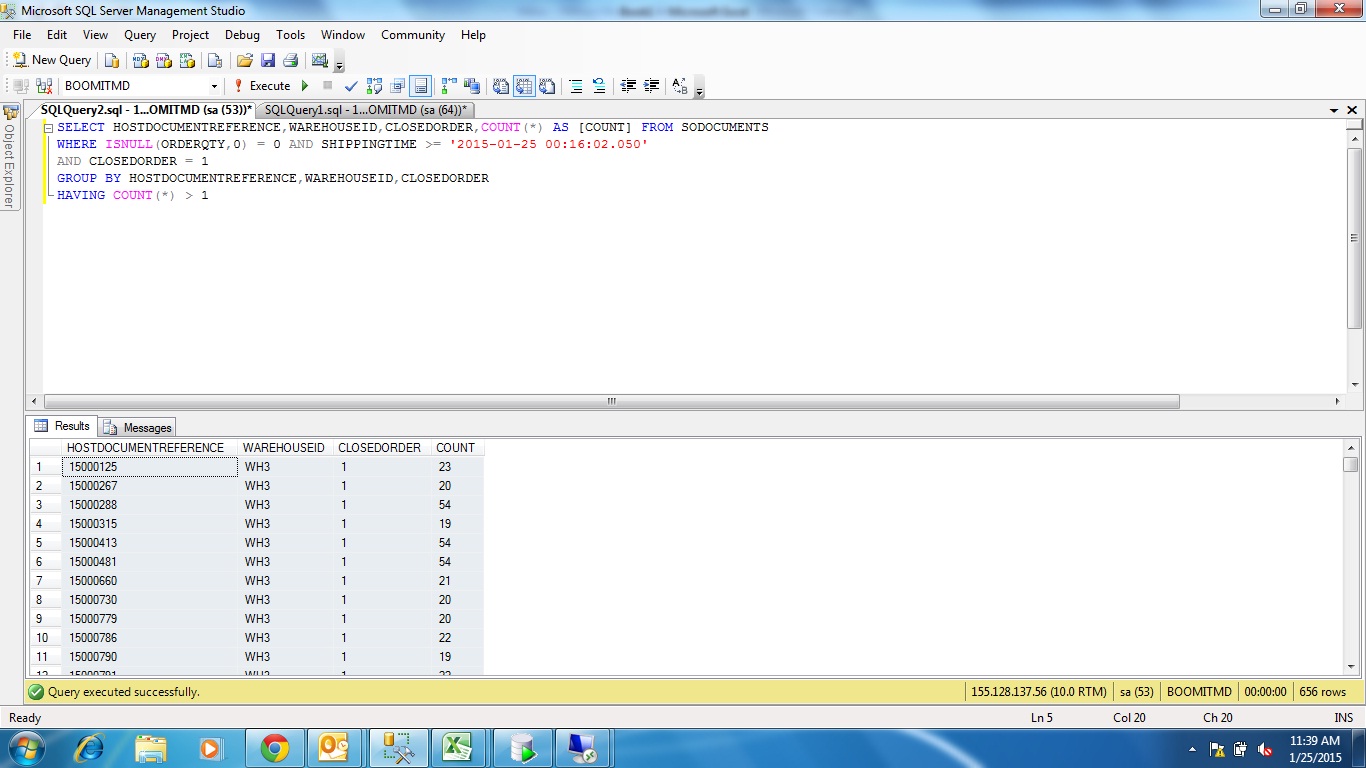 Microsoft SQL Server Management Studio
File Edit View Query Project Debug Tools Window Community Help
New Query
BOOMITMD Execute
SQLQuery2.sql - 1...OMITMD (sa (53))* SQLQuery1.sql - 1...OMITMD (sa (64))*
Object Explorer
SELECT HOSTDOCUMENTREFERENCE,WAREHOUSEID,CLOSEDORDER,COUNT(*) AS [COUNT] FROM SODOCUMENTS
WHERE ISNULL(ORDERQTY,0) = 0 AND SHIPPINGTIME >= '2015-01-25 00:16:02.050'
AND CLOSEDORDER = 1
GROUP BY HOSTDOCUMENTREFERENCE,WAREHOUSEID,CLOSEDORDER
HAVING COUNT(*) > 1
Results Messages
HOSTDOCUMENTREFERENCE WAREHOUSEID CLOSEDORDER COUNT
1 15000125 WH3 1 23
2 15000267 WH3 1 20
3 15000288 WH3 1 54
4 15000315 WH3 1 19
5 15000413 WH3 1 54
6 15000481 WH3 1 54
7 15000660 WH3 1 21
8 15000730 WH3 1 20
9 15000779 WH3 1 20
10 15000786 WH3 1 22
11 15000790 WH3 1 19
12 15000791 WH3 1
Query executed successfully. 155.128.137.56 (10.0 RTM) sa (53) BOOMITMD 00:00:00 656 rows
Ready Ln 5 Col 20 Ch 20 INS
11:39 AM
1/25/2015